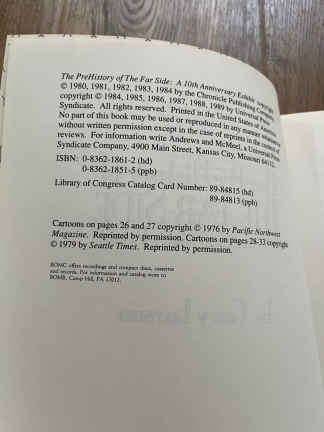 The PreHistory of The Far Side: A 10th Anniversary Exhibit copyright
© 1980, 1981, 1982, 1983, 1984 by the Chronicle Publishing Company
copyright © 1984, 1985, 1986, 1987, 1988, 1989 by Universal Press
Syndicate. All rights reserved. Printed in the United States of America.
No part of this book may be used or reproduced in any manner whatsoever
without written permission except in the case of reprints in the context of
reviews. For information write Andrews and McMeel, a Universal Press
Syndicate Company, 4900 Main Street, Kansas City, Missouri 64112.
ISBN: 0-8362-1861-2 (hd)
0-8362-1851-5 (ppb)
Library of Congress Catalog Card Number: 89-84815 (hd)
89-84813 (ppb)
Cartoons on pages 26 and 27 copyright © 1976 by Pacific Northwest
Magazine. Reprinted by permission. Cartoons on pages 28-33 copyright
© 1979 by Seattle Times. Reprinted by permission.
BOMC offers recordings and compact discs, cassettes
and records. For information and catalog write to
BOMR, Camp Hill, PA 17012.